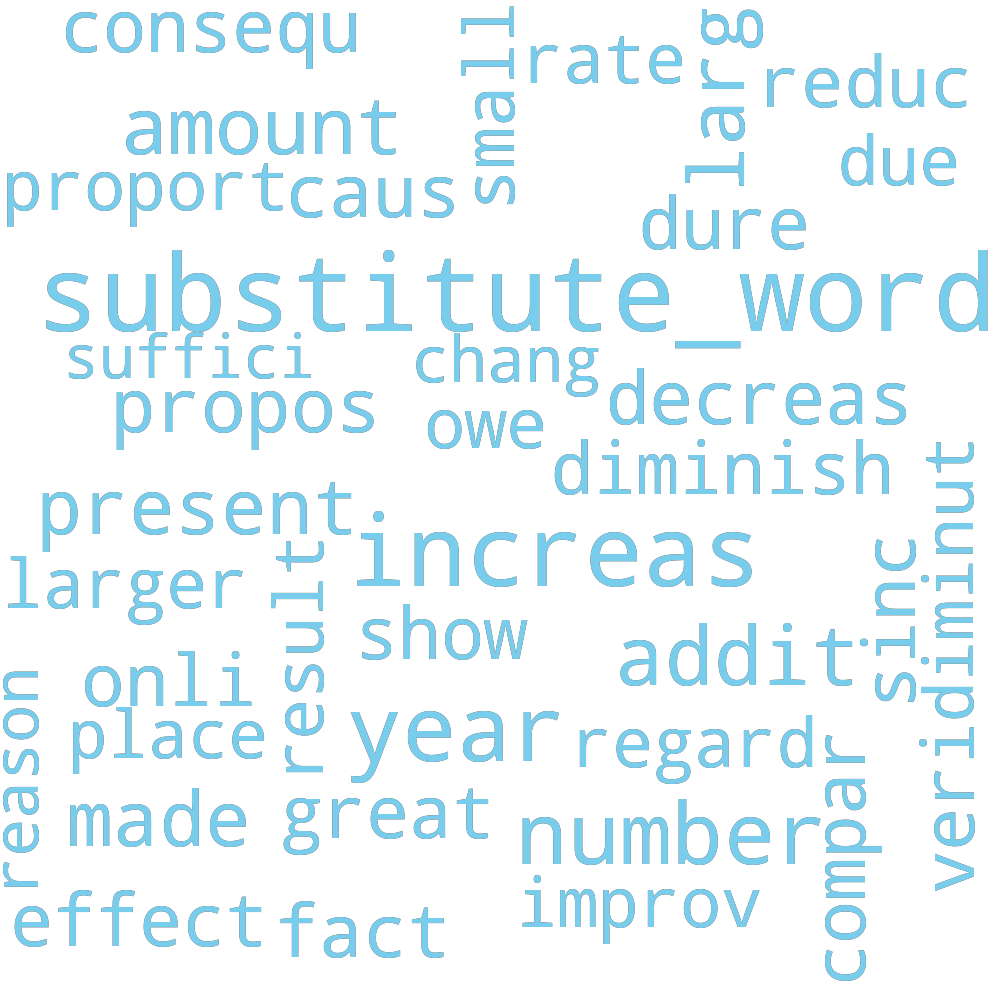 consequ
small
rate
larg
reduc
amount
due
proport
caus
dure
substitute_word
suffici
chang
decreas
propos
owe
diminish
present
increas
diminut
veri
sinc
larger
result
show
addit
onli
reason
place
year
regard
made
great
number
compar
improv
effect
fact